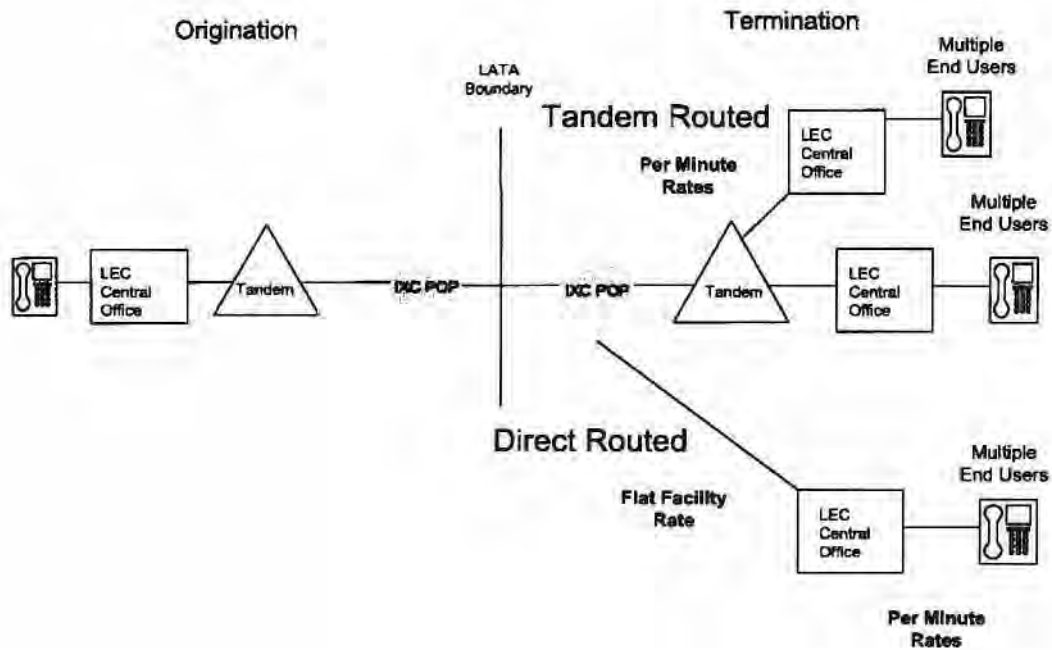 Origination
Termination
LATA
Boundary
Multiple
End Users
Tandem Routed
Per Minute
Rates
LEC
Central
Office
Multiple
End Users
LEC
Central
Office
Tandem
IXC POP
IXC POP
Tandem
LEC
Central
Office
Direct Routed
Flat Facility
Rate
Multiple
End Users
LEC
Central
Office
Per Minute
Rates